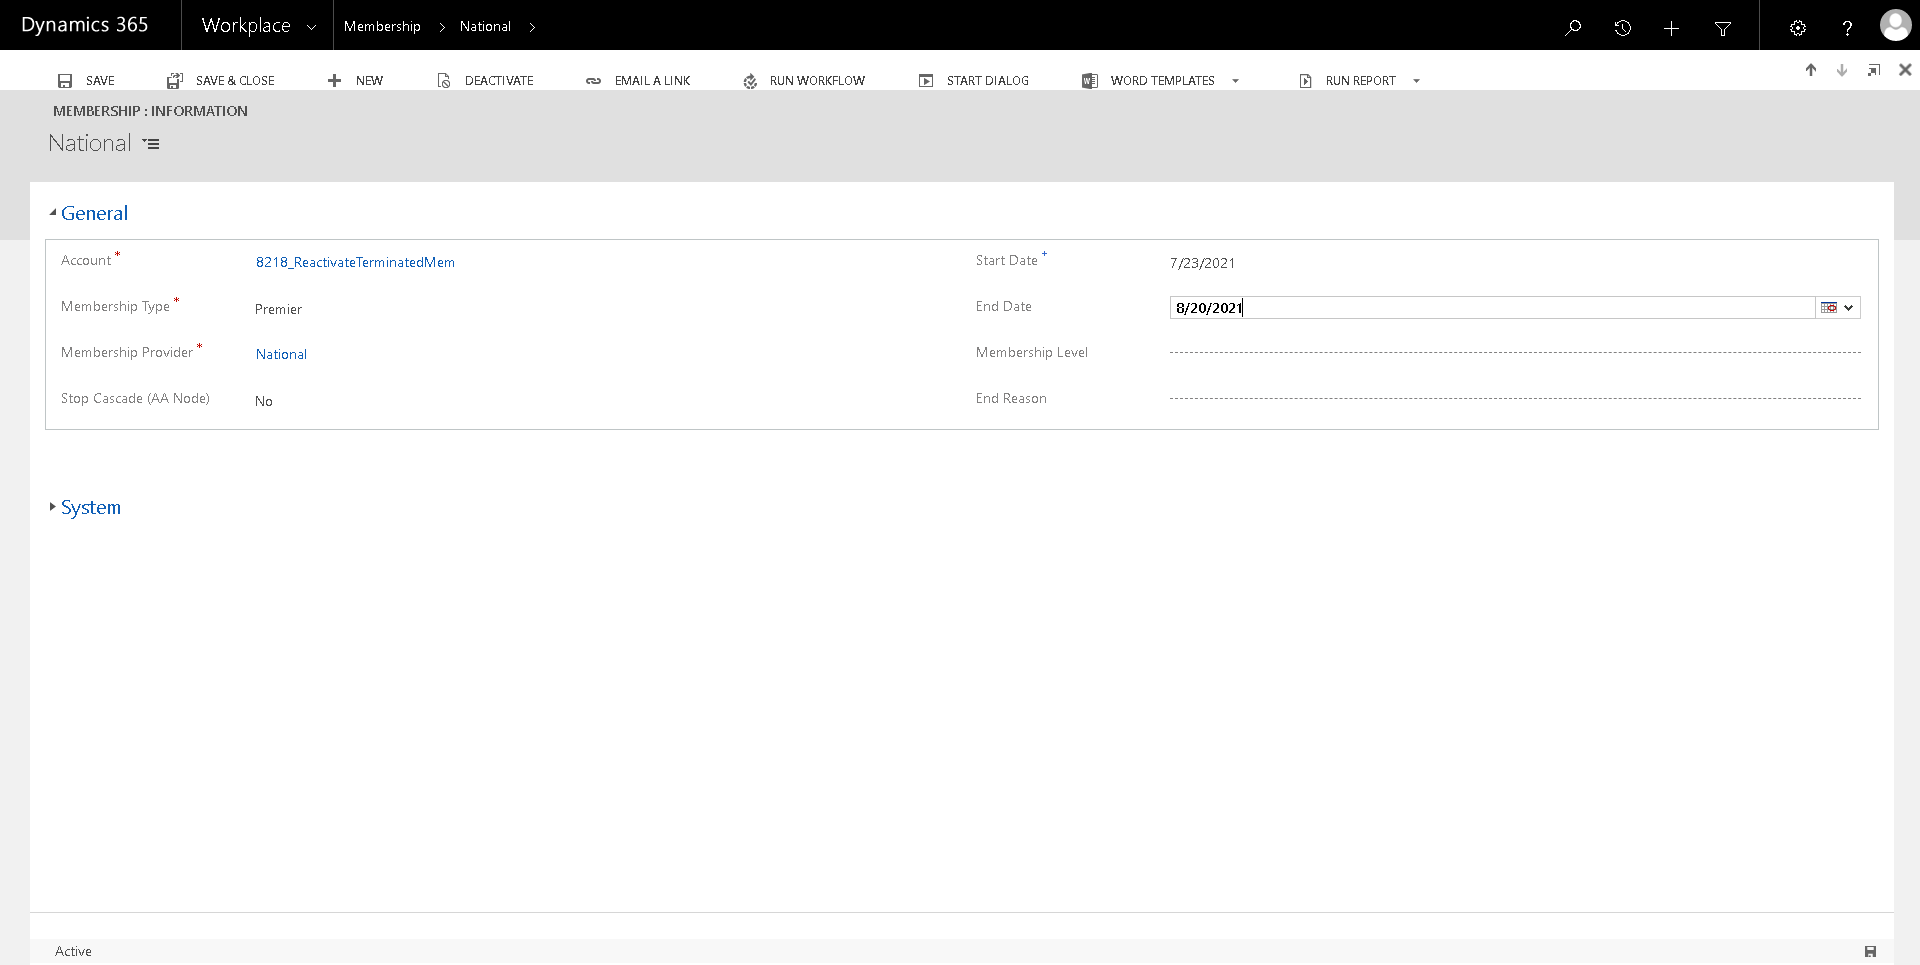 Dynamics 365 Workplace Membership National
SAVE SAVE & CLOSE NEW DEACTIVATE EMAIL A LINK RUN WORKFLOW START DIALOG WORD TEMPLATES RUN REPORT
MEMBERSHIP : INFORMATION
National
General
Account * 8218_ReactivateTerminatedMem Start Date + 7/23/2021
Membership Type * Premier End Date 8/20/2021
Membership Provider * National Membership Level
Stop Cascade (AA Node) No End Reason
System
Active